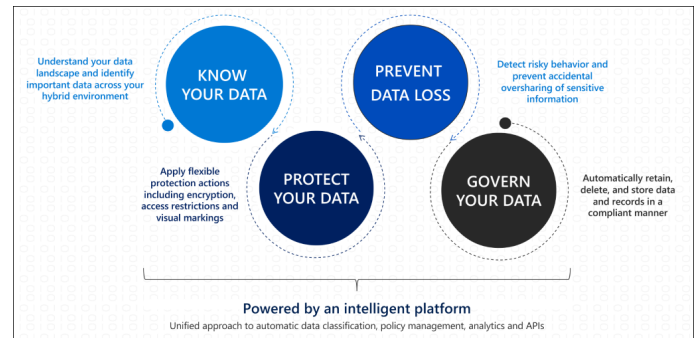 Understand your data
landscape and identify
important data across your
hybrid environment
KNOW
YOUR DATA
Apply flexible
protection actions
including encryption,
access restrictions and
visual markings
PROTECT
YOUR DATA
PREVENT
DATA LOSS
Detect risky behavior and
prevent accidental
oversharing of sensitive
information
GOVERN
YOUR DATA
Automatically retain,
delete, and store data
and records in a
compliant manner
Powered by an intelligent platform
Unified approach to automatic data classification, policy management, analytics and APIs